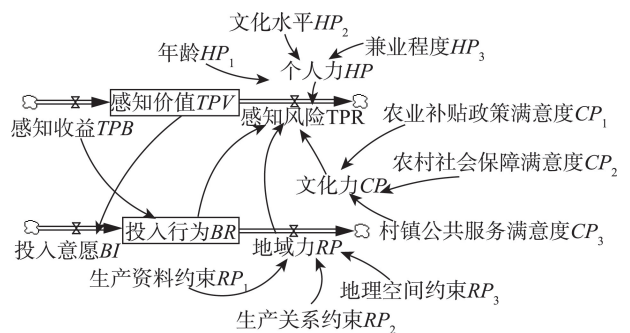 文化水平HP₂
年龄HP₁
兼业程度HP₃
个人力HP
感知价值TPV
感知风险TPR
感知收益TPB
农业补贴政策满意度CP₁
农村社会保障满意度CP₂
文化力CP
投入行为BR
村镇公共服务满意度CP₃
投入意愿BI
地域力RP
生产资料约束RP₁
地理空间约束RP₃
生产关系约束RP₂